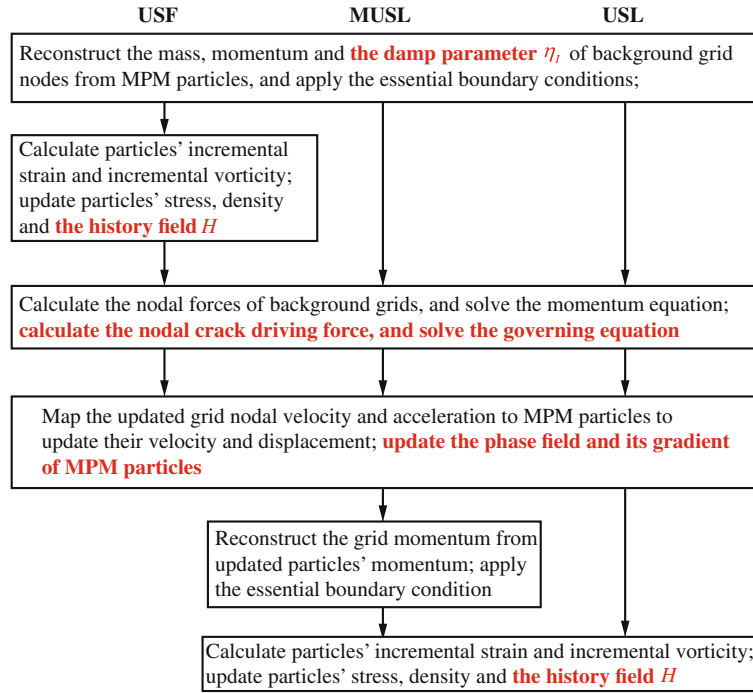 USF MUSL USL
Reconstruct the mass, momentum and the damp parameter η_I of background grid
nodes from MPM particles, and apply the essential boundary conditions;
Calculate particles' incremental
strain and incremental vorticity;
update particles' stress, density
and the history field H
Calculate the nodal forces of background grids, and solve the momentum equation;
calculate the nodal crack driving force, and solve the governing equation
Map the updated grid nodal velocity and acceleration to MPM particles to
update their velocity and displacement; update the phase field and its gradient
of MPM particles
Reconstruct the grid momentum from
updated particles' momentum; apply
the essential boundary condition
Calculate particles' incremental strain and incremental vorticity;
update particles' stress, density and the history field H